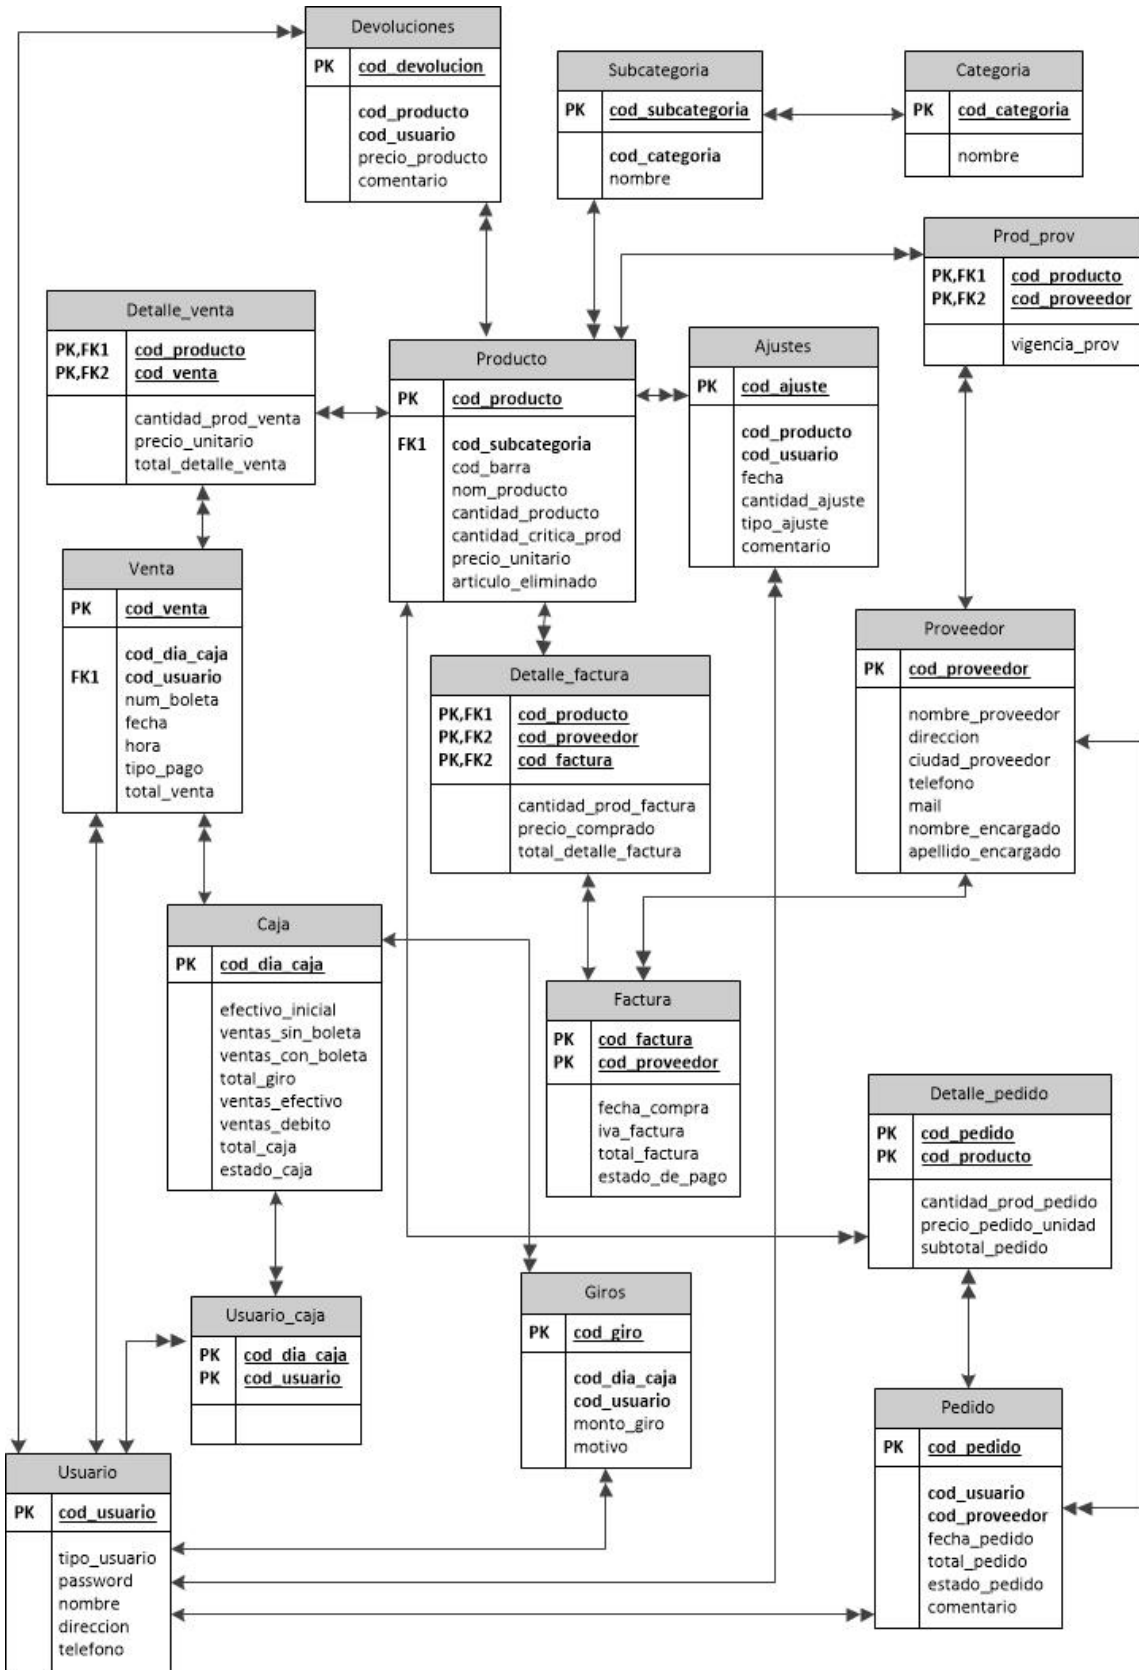 Devoluciones
PK cod_devolucion
cod_producto
cod_usuario
precio_producto
comentario
Subcategoria
PK cod_subcategoria
cod_categoria
nombre
Categoria
PK cod_categoria
nombre
Prod_prov
PK,FK1 cod_producto
PK,FK2 cod_proveedor
vigencia_prov
Detalle_venta
PK,FK1 cod_producto
PK,FK2 cod_venta
cantidad_prod_venta
precio_unitario
total_detalle_venta
Producto
PK cod_producto
FK1 cod_subcategoria
cod_barra
nom_producto
cantidad_producto
cantidad_critica_prod
precio_unitario
articulo_eliminado
Ajustes
PK cod_ajuste
cod_producto
cod_usuario
fecha
cantidad_ajuste
tipo_ajuste
comentario
Venta
PK cod_venta
cod_dia_caja
FK1 cod_usuario
num_boleta
fecha
hora
tipo_pago
total_venta
Detalle_factura
PK,FK1 cod_producto
PK,FK2 cod_proveedor
PK,FK2 cod_factura
cantidad_prod_factura
precio_comprado
total_detalle_factura
Proveedor
PK cod_proveedor
nombre_proveedor
direccion
ciudad_proveedor
telefono
mail
nombre_encargado
apellido_encargado
Caja
PK cod_dia_caja
efectivo_inicial
ventas_sin_boleta
ventas_con_boleta
total_giro
ventas_efectivo
ventas_debito
total_caja
estado_caja
Factura
PK cod_factura
PK cod_proveedor
fecha_compra
iva_factura
total_factura
estado_de_pago
Detalle_pedido
PK cod_pedido
PK cod_producto
cantidad_prod_pedido
precio_pedido_unidad
subtotal_pedido
Usuario_caja
PK cod_dia_caja
PK cod_usuario
Giros
PK cod_giro
cod_dia_caja
cod_usuario
monto_giro
motivo
Pedido
PK cod_pedido
cod_usuario
cod_proveedor
fecha_pedido
total_pedido
estado_pedido
comentario
Usuario
PK cod_usuario
tipo_usuario
password
nombre
direccion
telefono